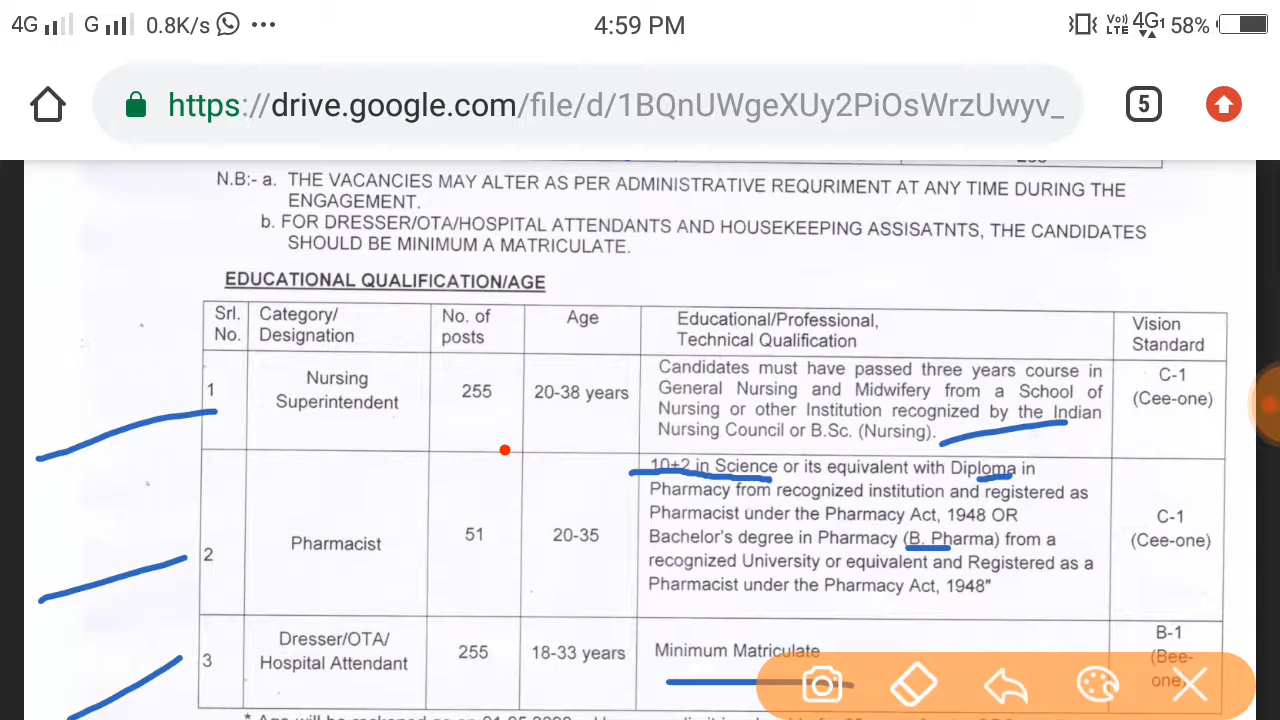 4G G 0.8K/s ... 4:59 PM Vo) LTE 4G1 58%
https://drive.google.com/file/d/1BQnUWgeXUy2PiOsWrzUwyv_ 5
N.B:- a. THE VACANCIES MAY ALTER AS PER ADMINISTRATIVE REQURIMENT AT ANY TIME DURING THE
ENGAGEMENT.
b. FOR DRESSER/OTA/HOSPITAL ATTENDANTS AND HOUSEKEEPING ASSISATNTS, THE CANDIDATES
SHOULD BE MINIMUM A MATRICULATE.
EDUCATIONAL QUALIFICATION/AGE
Srl. No.
Category/ Designation
No. of posts
Age
Educational/Professional,
Technical Qualification
Vision Standard
1
Nursing
Superintendent
255
20-38 years
Candidates must have passed three years course in
General Nursing and Midwifery from a School of
Nursing or other Institution recognized by the Indian
Nursing Council or B.Sc. (Nursing).
C-1
(Cee-one)
2
Pharmacist
51
20-35
10+2 in Science or its equivalent with Diploma in
Pharmacy from recognized institution and registered as
Pharmacist under the Pharmacy Act, 1948 OR
Bachelor's degree in Pharmacy (B. Pharma) from a
recognized University or equivalent and Registered as a
Pharmacist under the Pharmacy Act, 1948"
C-1
(Cee-one)
3
Dresser/OTA/
Hospital Attendant
255
18-33 years
Minimum Matriculate
B-1
(Bee-
one)